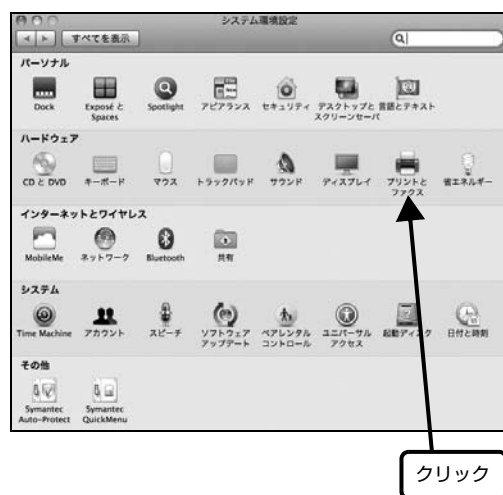 システム環境設定
すべてを表示
パーソナル
Dock
Exposé と
Spaces
Spotlight
アピアランス
セキュリティ
デスクトップと
スクリーンセーバ
言語とテキスト
ハードウェア
CD と DVD
キーボード
マウス
トラックパッド
サウンド
ディスプレイ
プリントと
ファクス
省エネルギー
インターネットとワイヤレス
MobileMe
ネットワーク
Bluetooth
共有
システム
Time Machine
アカウント
スピーチ
ソフトウェア
アップデート
ペアレンタル
コントロール
ユニバーサル
アクセス
起動ディスク
日付と時刻
その他
Symantec
Auto-Protect
Symantec
QuickMenu
クリック